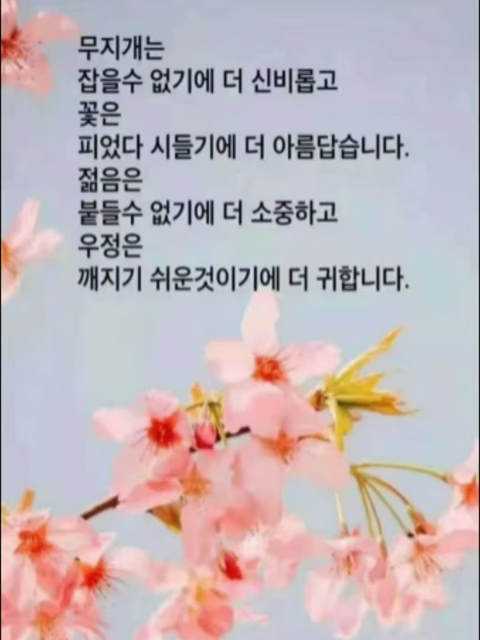 무지개는
잡을수 없기에 더 신비롭고
꽃은
피었다 시들기에 더 아름답습니다.
젊음은
붙들수 없기에 더 소중하고
우정은
깨지기 쉬운것이기에 더 귀합니다.